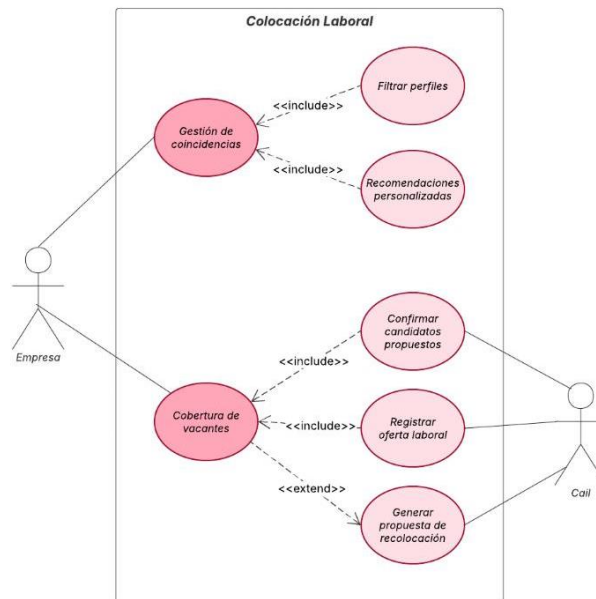 Colocación Laboral
Filtrar perfiles
<<include>>
Gestión de
coincidencias
<<include>>
Recomendaciones
personalizadas
Empresa
Confirmar
candidatos
propuestos
<<include>>
Cobertura de
vacantes
<<include>>
Registrar
oferta laboral
<<extend>>
Generar
propuesta de
recolocación
Cail